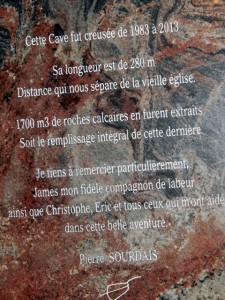 Cette Cave fut creusée de 1983 à 2013
Sa longueur est de 280 m
Distance qui nous sépare de la vieille église.
1700 m3 de roches calcaires en furent extraits
Soit le remplissage integral de cette dernière
Je tiens à remercier particulièrement,
James mon fidèle compagnon de labeur
ainsi que Christophe, Eric et tous ceux qui m'ont aidé
dans cette belle aventure.
Pierre SOURDAIS